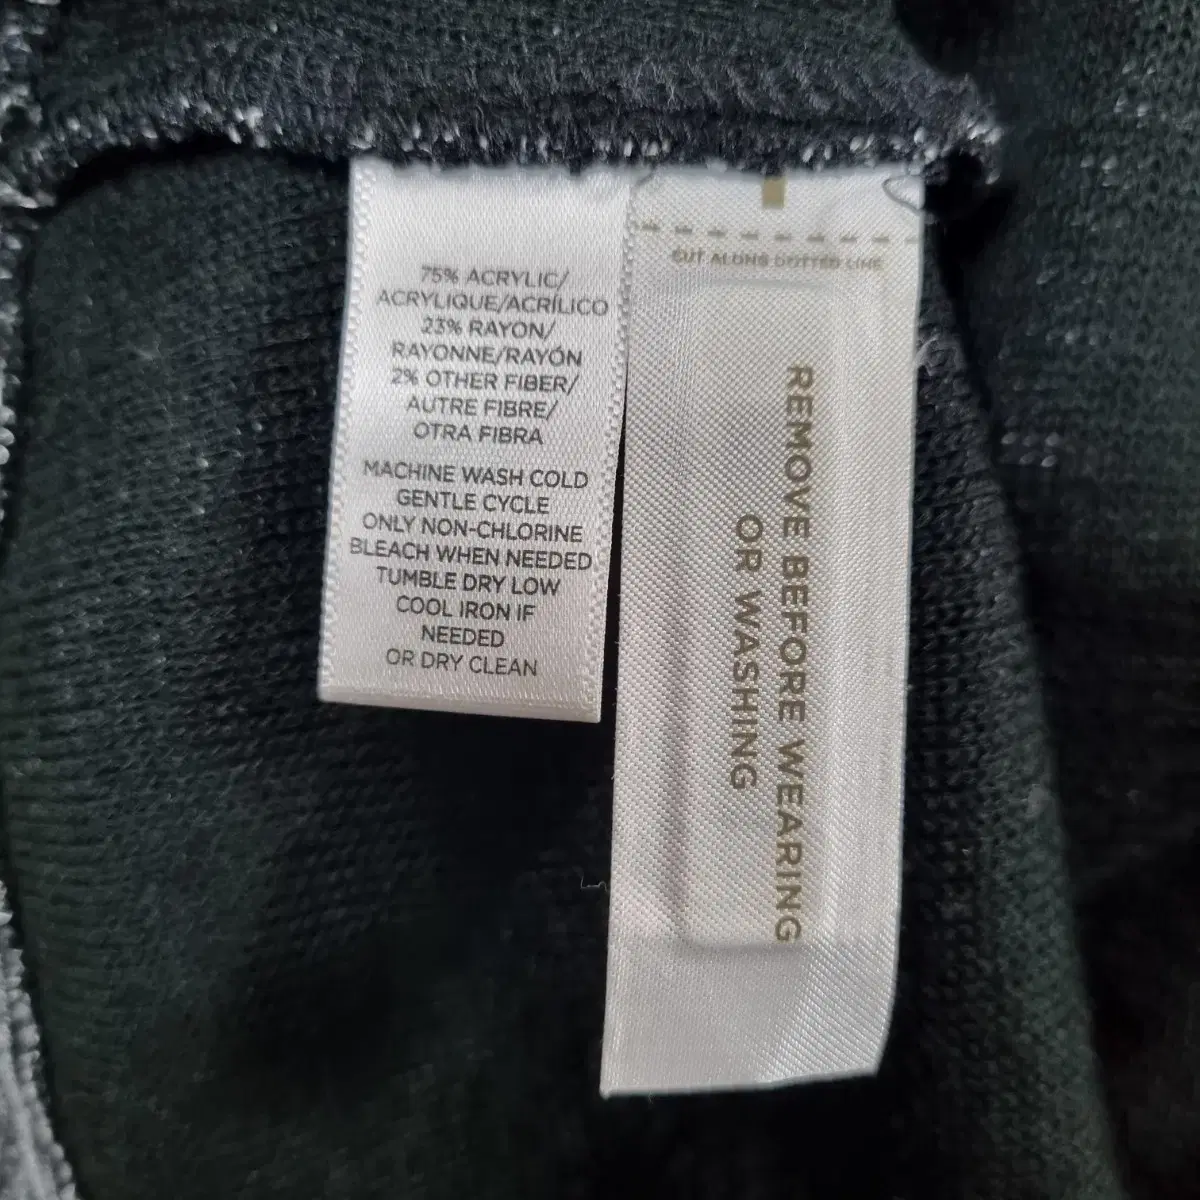 75% ACRYLIC/
ACRYLIQUE/ACRÍLICO
23% RAYON/
RAYONNE/RAYÓN
2% OTHER FIBER/
AUTRE FIBRE/
OTRA FIBRA
MACHINE WASH COLD
GENTLE CYCLE
ONLY NON-CHLORINE
BLEACH WHEN NEEDED
TUMBLE DRY LOW
COOL IRON IF
NEEDED
OR DRY CLEAN
CUT ALONG DOTTED LINE
REMOVE BEFORE WEARING
OR WASHING